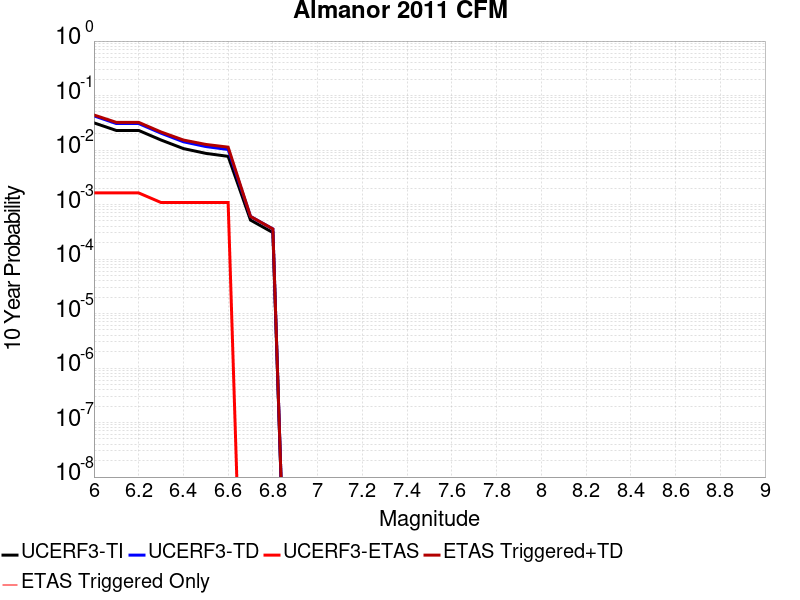 Almanor 2011 CFM
10 Year Probability
10^0
10^-1
10^-2
10^-3
10^-4
10^-5
10^-6
10^-7
10^-8
6 6.2 6.4 6.6 6.8 7 7.2 7.4 7.6 7.8 8 8.2 8.4 8.6 8.8 9
Magnitude
UCERF3-TI UCERF3-TD UCERF3-ETAS ETAS Triggered+TD
ETAS Triggered Only